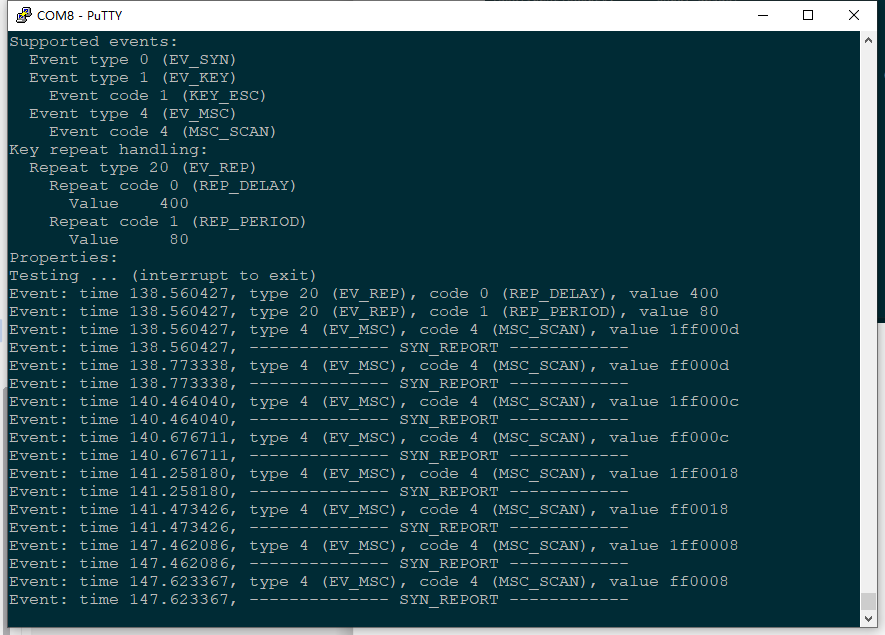 COM8 - PuTTY
Supported events:
  Event type 0 (EV_SYN)
  Event type 1 (EV_KEY)
    Event code 1 (KEY_ESC)
  Event type 4 (EV_MSC)
    Event code 4 (MSC_SCAN)
Key repeat handling:
  Repeat type 20 (EV_REP)
    Repeat code 0 (REP_DELAY)
      Value    400
    Repeat code 1 (REP_PERIOD)
      Value     80
Properties:
Testing ... (interrupt to exit)
Event: time 138.560427, type 20 (EV_REP), code 0 (REP_DELAY), value 400
Event: time 138.560427, type 20 (EV_REP), code 1 (REP_PERIOD), value 80
Event: time 138.560427, type 4 (EV_MSC), code 4 (MSC_SCAN), value 1ff000d
Event: time 138.560427, -------------- SYN_REPORT ------------
Event: time 138.773338, type 4 (EV_MSC), code 4 (MSC_SCAN), value ff000d
Event: time 138.773338, -------------- SYN_REPORT ------------
Event: time 140.464040, type 4 (EV_MSC), code 4 (MSC_SCAN), value 1ff000c
Event: time 140.464040, -------------- SYN_REPORT ------------
Event: time 140.676711, type 4 (EV_MSC), code 4 (MSC_SCAN), value ff000c
Event: time 140.676711, -------------- SYN_REPORT ------------
Event: time 141.258180, type 4 (EV_MSC), code 4 (MSC_SCAN), value 1ff0018
Event: time 141.258180, -------------- SYN_REPORT ------------
Event: time 141.473426, type 4 (EV_MSC), code 4 (MSC_SCAN), value ff0018
Event: time 141.473426, -------------- SYN_REPORT ------------
Event: time 147.462086, type 4 (EV_MSC), code 4 (MSC_SCAN), value 1ff0008
Event: time 147.462086, -------------- SYN_REPORT ------------
Event: time 147.623367, type 4 (EV_MSC), code 4 (MSC_SCAN), value ff0008
Event: time 147.623367, -------------- SYN_REPORT ------------